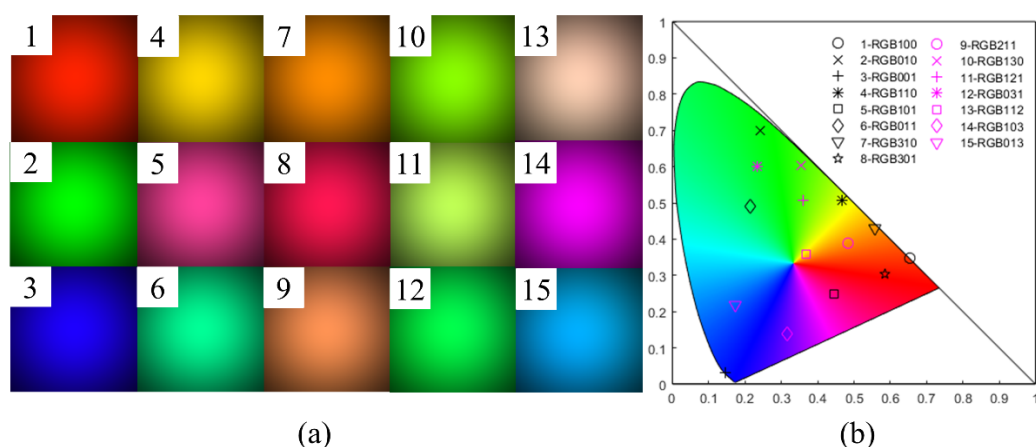 1 4 7 10 13
2 5 8 11 14
3 6 9 12 15
(a)
1
0.9
0.8
0.7
0.6
0.5
0.4
0.3
0.2
0.1
0
0 0.1 0.2 0.3 0.4 0.5 0.6 0.7 0.8 0.9 1
1-RGB100
2-RGB010
3-RGB001
4-RGB110
5-RGB101
6-RGB011
7-RGB310
8-RGB301
9-RGB211
10-RGB130
11-RGB121
12-RGB031
13-RGB112
14-RGB103
15-RGB013
(b)